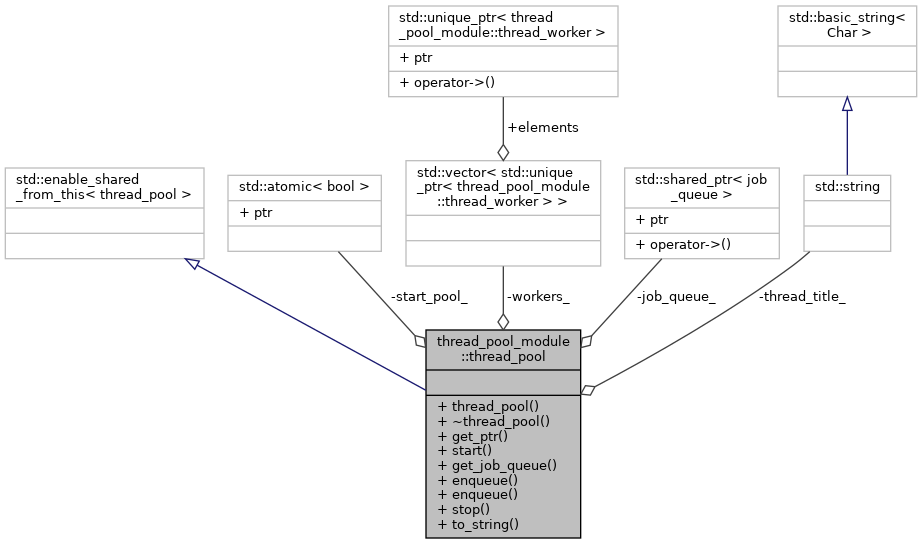 std::unique_ptr< thread
_pool_module::thread_worker >
+ ptr
+ operator->()
std::basic_string<
Char >
+elements
std::enable_shared
_from_this< thread_pool >
std::atomic< bool >
+ ptr
std::vector< std::unique
_ptr< thread_pool_module
::thread_worker > >
std::shared_ptr< job
_queue >
+ ptr
+ operator->()
std::string
-start_pool_
-workers_
-job_queue_
-thread_title_
thread_pool_module
::thread_pool
+ thread_pool()
+ ~thread_pool()
+ get_ptr()
+ start()
+ get_job_queue()
+ enqueue()
+ enqueue()
+ stop()
+ to_string()